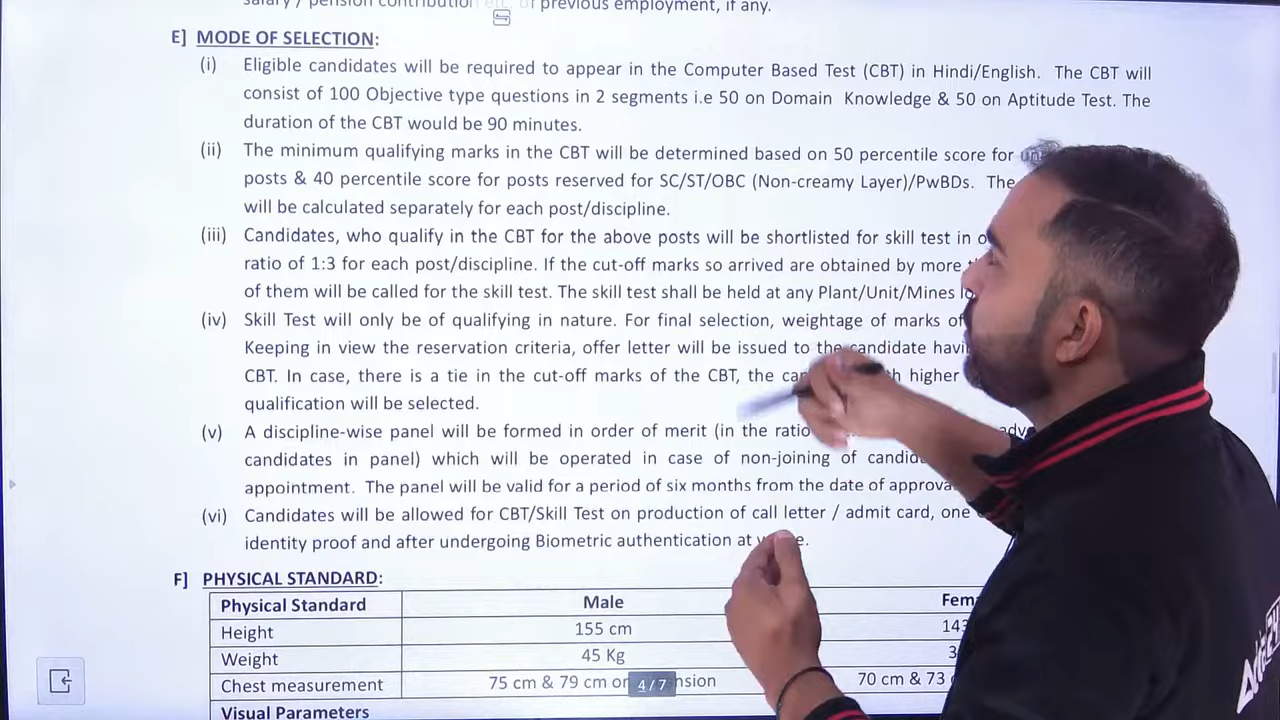 salary / pension contribution etc. of previous employment, if any.
E] MODE OF SELECTION:
(i) Eligible candidates will be required to appear in the Computer Based Test (CBT) in Hindi/English. The CBT will
consist of 100 Objective type questions in 2 segments i.e 50 on Domain Knowledge & 50 on Aptitude Test. The
duration of the CBT would be 90 minutes.
(ii) The minimum qualifying marks in the CBT will be determined based on 50 percentile score for
posts & 40 percentile score for posts reserved for SC/ST/OBC (Non-creamy Layer)/PwBDs. The
will be calculated separately for each post/discipline.
(iii) Candidates, who qualify in the CBT for the above posts will be shortlisted for skill test in
ratio of 1:3 for each post/discipline. If the cut-off marks so arrived are obtained by more
of them will be called for the skill test. The skill test shall be held at any Plant/Unit/Mines
(iv) Skill Test will only be of qualifying in nature. For final selection, weightage of marks of
Keeping in view the reservation criteria, offer letter will be issued to the candidate
CBT. In case, there is a tie in the cut-off marks of the CBT, the higher
qualification will be selected.
(v) A discipline-wise panel will be formed in order of merit (in the ratio
candidates in panel) which will be operated in case of non-joining of
appointment. The panel will be valid for a period of six months from the date of
(vi) Candidates will be allowed for CBT/Skill Test on production of call letter / admit card, one
identity proof and after undergoing Biometric authentication at
F] PHYSICAL STANDARD:
Physical Standard Male
Height 155 cm
Weight 45 Kg
Chest measurement 75 cm & 79 cm 70 cm & 73
Visual Parameters
4 / 7